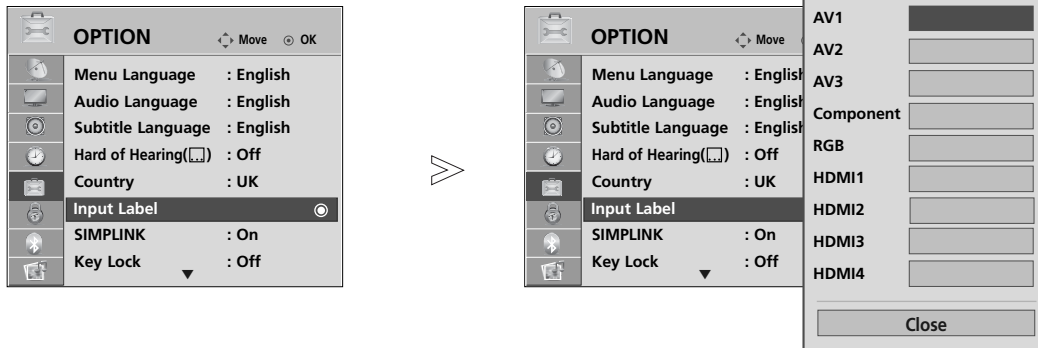 OPTION Move OK
Menu Language : English
Audio Language : English
Subtitle Language : English
Hard of Hearing( ) : Off
Country : UK
Input Label
SIMPLINK : On
Key Lock : Off
OPTION Move
Menu Language : English
Audio Language : English
Subtitle Language : English
Hard of Hearing( ) : Off
Country : UK
Input Label
SIMPLINK : On
Key Lock : Off
AV1
AV2
AV3
Component
RGB
HDMI1
HDMI2
HDMI3
HDMI4
Close